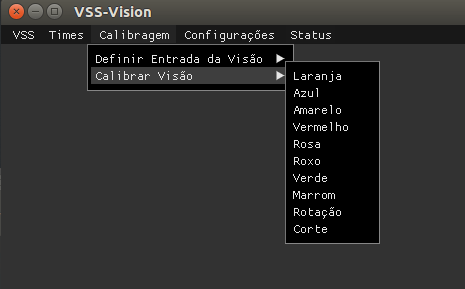 VSS-Vision
VSS Times Calibragem Configurações Status
Definir Entrada da Visão
Calibrar Visão
Laranja
Azul
Amarelo
Vermelho
Rosa
Roxo
Verde
Marrom
Rotação
Corte